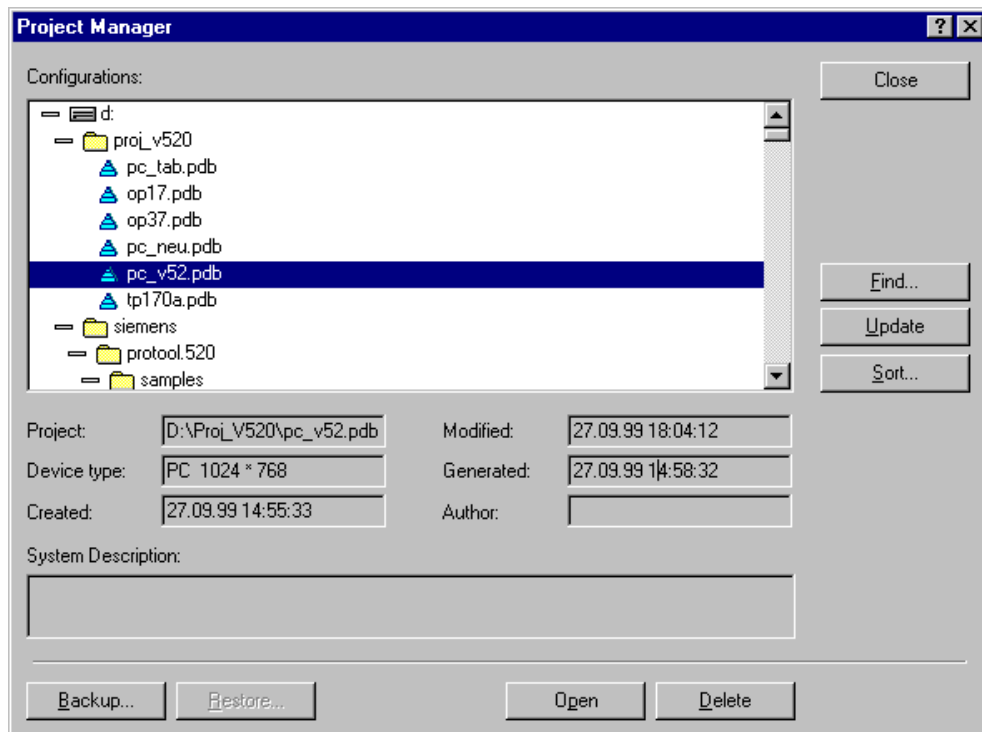 Project Manager
Configurations:
Close
d:
proj_v520
pc_tab.pdb
op17.pdb
op37.pdb
pc_neu.pdb
pc_v52.pdb
Find...
tp170a.pdb
siemens
Update
protool.520
samples
Sort...
Project: D:\Proj_V520\pc_v52.pdb Modified: 27.09.99 18:04:12
Device type: PC 1024 * 768 Generated: 27.09.99 14:58:32
Created: 27.09.99 14:55:33 Author:
System Description:
Backup... Restore... Open Delete